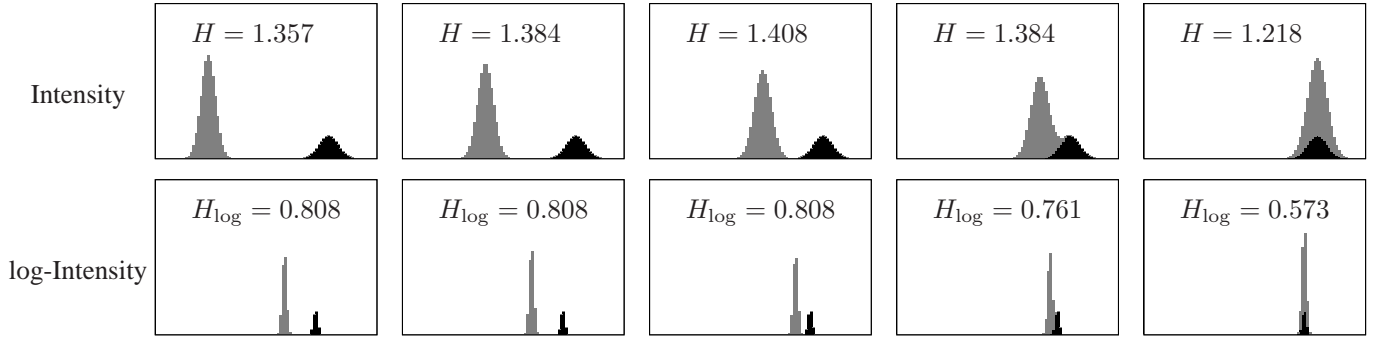 H = 1.357
H = 1.384
H = 1.408
H = 1.384
H = 1.218
Intensity
H_log = 0.808
H_log = 0.808
H_log = 0.808
H_log = 0.761
H_log = 0.573
log-Intensity